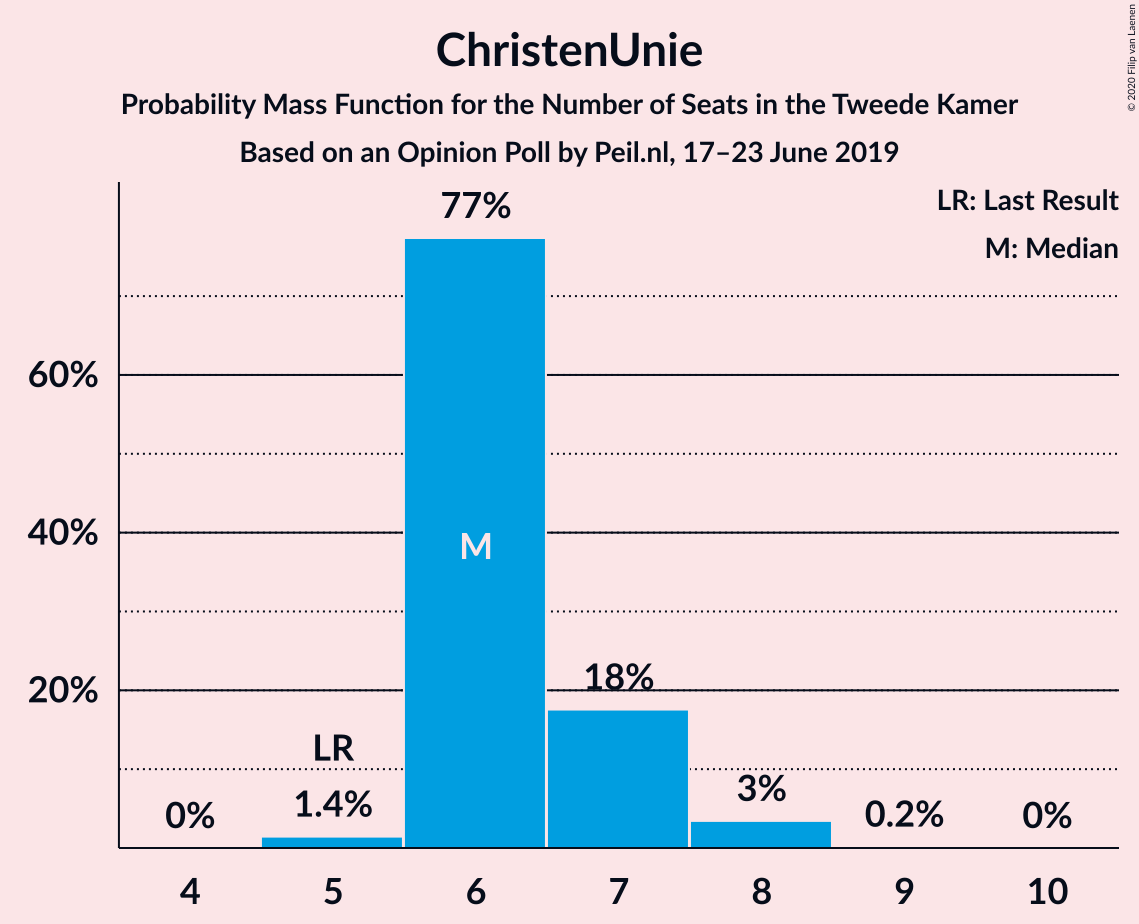 ChristenUnie
Probability Mass Function for the Number of Seats in the Tweede Kamer
Based on an Opinion Poll by Peil.nl, 17–23 June 2019
© 2020 Filip van Laenen
LR: Last Result
M: Median
77%
60%
40%
M
20%
18%
LR
0%
1.4%
3%
0.2%
0%
4
5
6
7
8
9
10